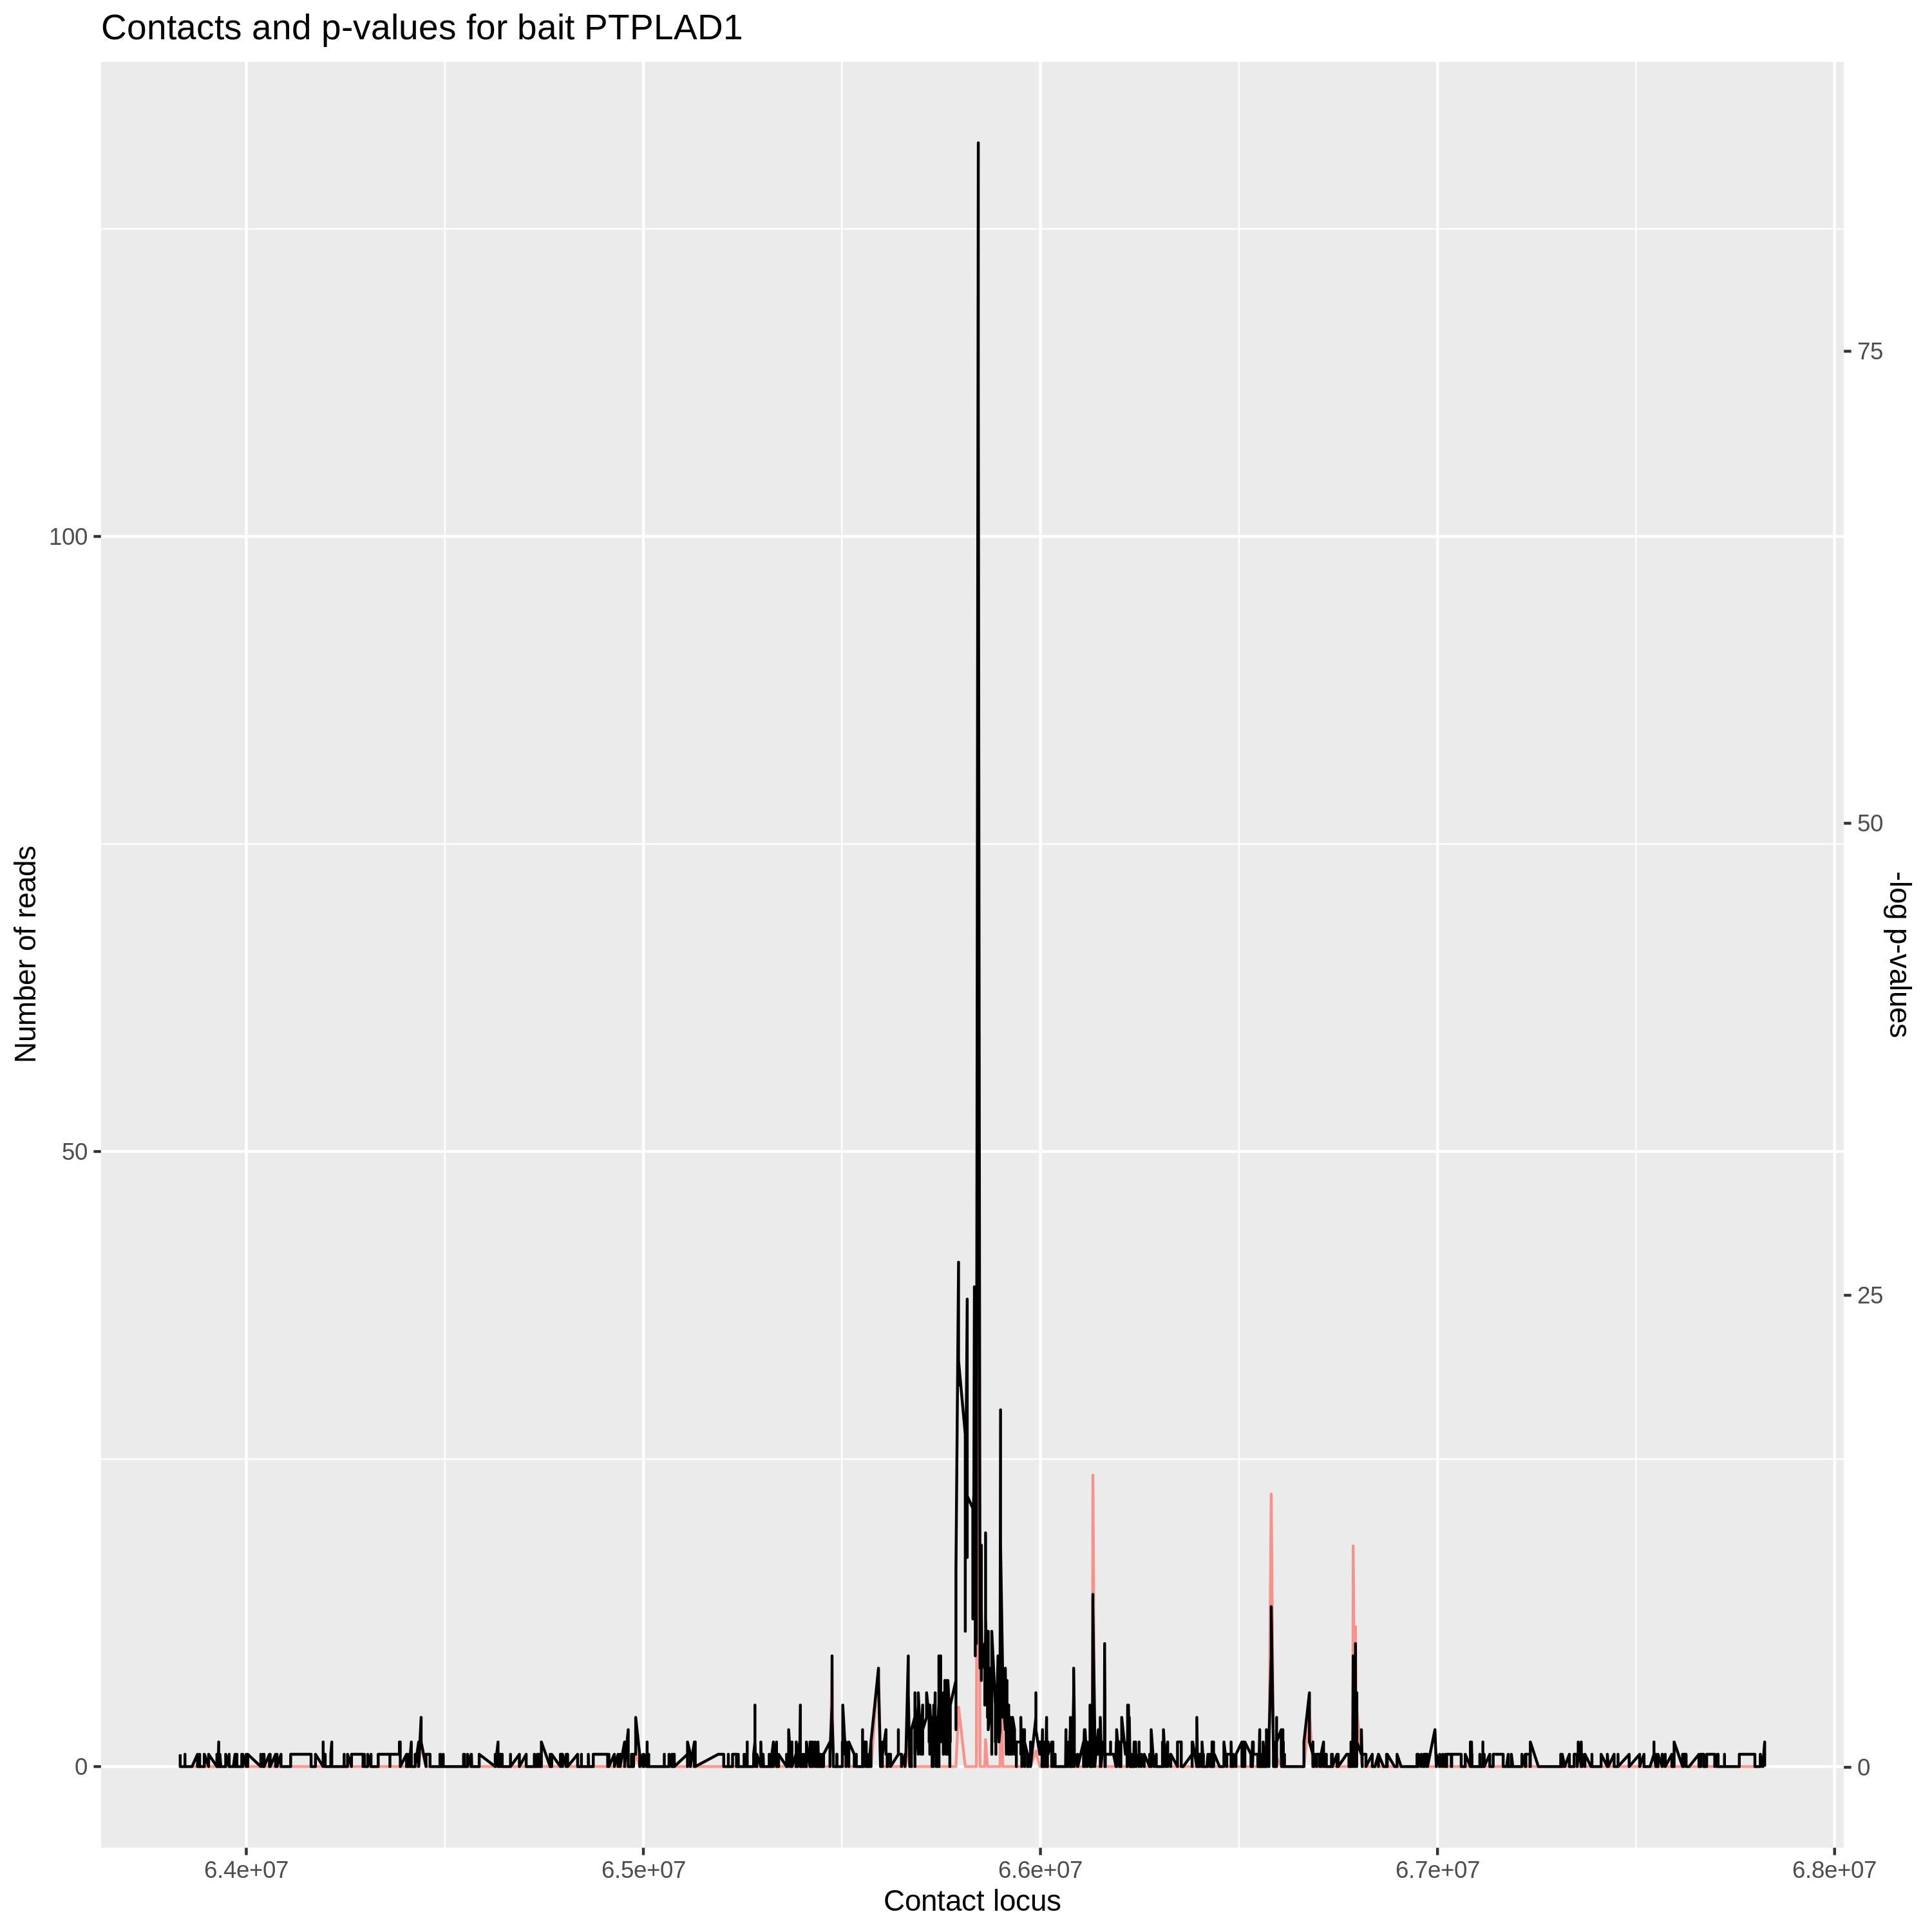 Contacts and p-values for bait PTPLAD1
100
50
0
Number of reads
75
50
25
0
-log p-values
6.4e+07
6.5e+07
6.6e+07
6.7e+07
6.8e+07
Contact locus